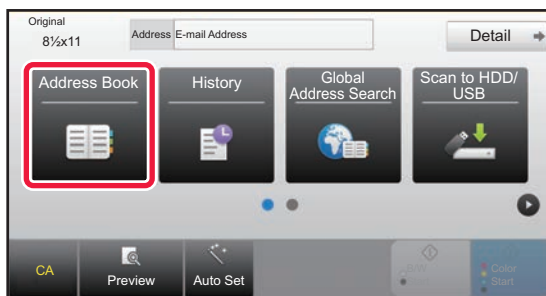 Original
8½x11
Address E-mail Address
Detail
Address Book
History
Global
Address Search
Scan to HDD/
USB
CA
Preview
Auto Set
B/W
Start
Color
Start